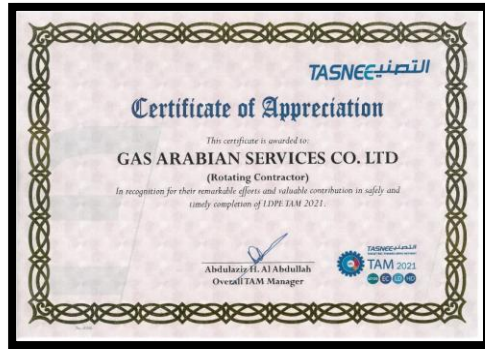 TASNEE التصنيع
Certificate of Appreciation
This certificate is awarded to:
GAS ARABIAN SERVICES CO. LTD
(Rotating Contractor)
In recognition for their remarkable efforts and valuable contribution in safely and
timely completion of LDPE TAM 2021.
Abdulaziz H. Al Abdullah
Overall TAM Manager
TASNEE التصنيع
TAM 2021